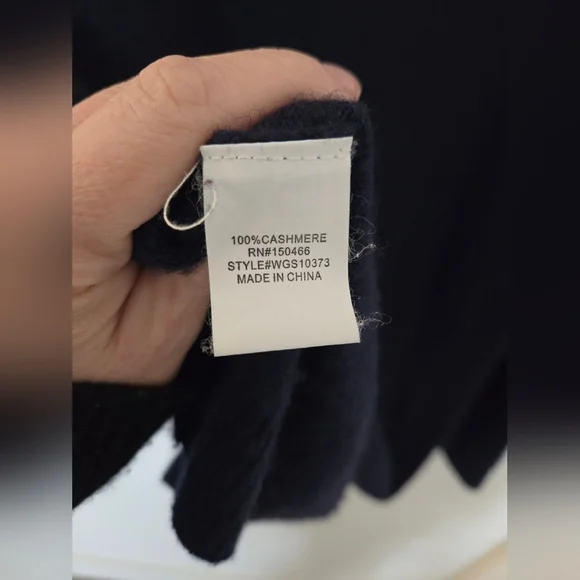 100%CASHMERE
RN#150466
STYLE#WGS10373
MADE IN CHINA